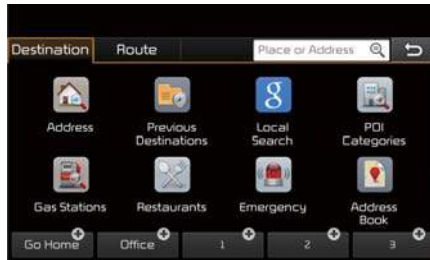 Destination Route Place or Address
Address Previous Destinations Local Search POI Categories
Gas Stations Restaurants Emergency Address Book
Go Home Office 1 2 3